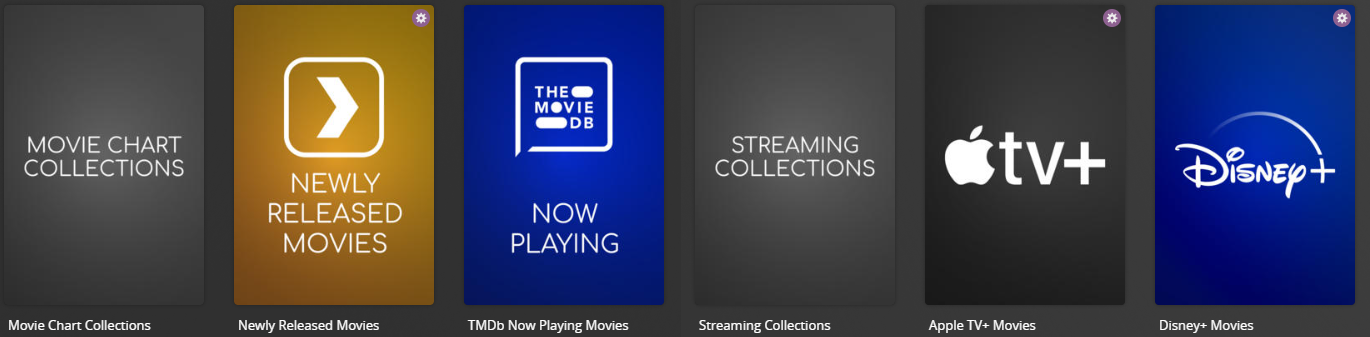 MOVIE CHART
COLLECTIONS
Movie Chart Collections
NEWLY
RELEASED
MOVIES
Newly Released Movies
THE
MOVIE
DB
NOW
PLAYING
TMDb Now Playing Movies
STREAMING
COLLECTIONS
Streaming Collections
tv+
Apple TV+ Movies
Disney+
Disney+ Movies